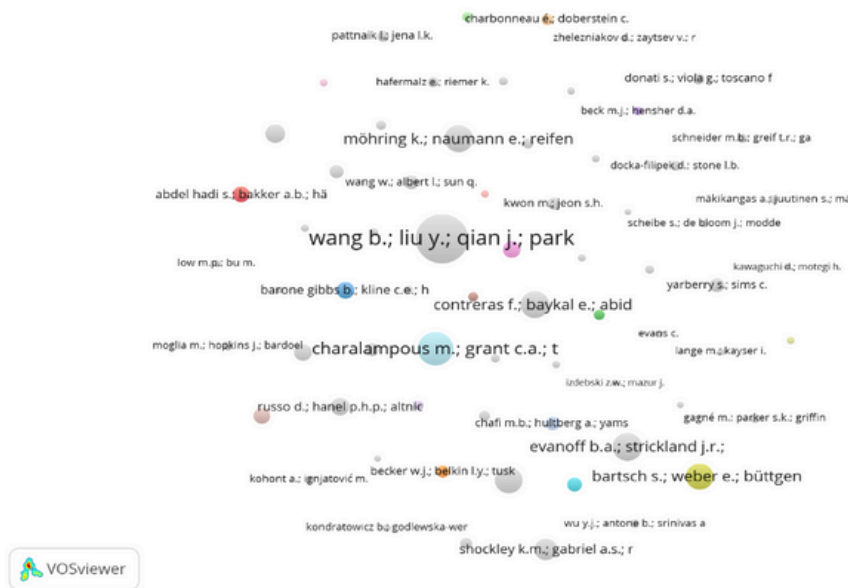 charbonneau é.; doberstein c.
pattnaik l.; jena l.k.
zhelezniakov d.; zaytsev v.; r
hafermalz e.; riemer k.
donati s.; viola g.; toscano f
beck m.j.; hensher d.a.
möhring k.; naumann e.; reifen
schneider m.b.; greif t.r.; ga
docka-filipek d.; stone l.b.
wang w.; albert l.; sun q.
abdel hadi s.; bakker a.b.; hä
kwon m.; jeon s.h.
mäkikangas a.; juutinen s.; mä
scheibe s.; de bloom j.; modde
wang b.; liu y.; qian j.; park
low m.p.; bu m.
kawaguchi d.; motegi h.
yarberry s.; sims c.
barone gibbs b.; kline c.e.; h
contreras f.; baykal e.; abid
evans c.
moglia m.; hopkins j.; bardoel
charalampous m.; grant c.a.; t
lange m.; kayser i.
izdebski z.w.; mazur j.
russo d.; hanel p.h.p.; altnic
gagné m.; parker s.k.; griffin
chafi m.b.; hultberg a.; yams
evanoff b.a.; strickland j.r.;
becker w.j.; belkin l.y.; tusk
kohont a.; ignjatović m.
bartsch s.; weber e.; büttgen
kondratowicz b.; godlewska-wer
wu y.j.; antone b.; srinivas a
shockley k.m.; gabriel a.s.; r
VOSviewer